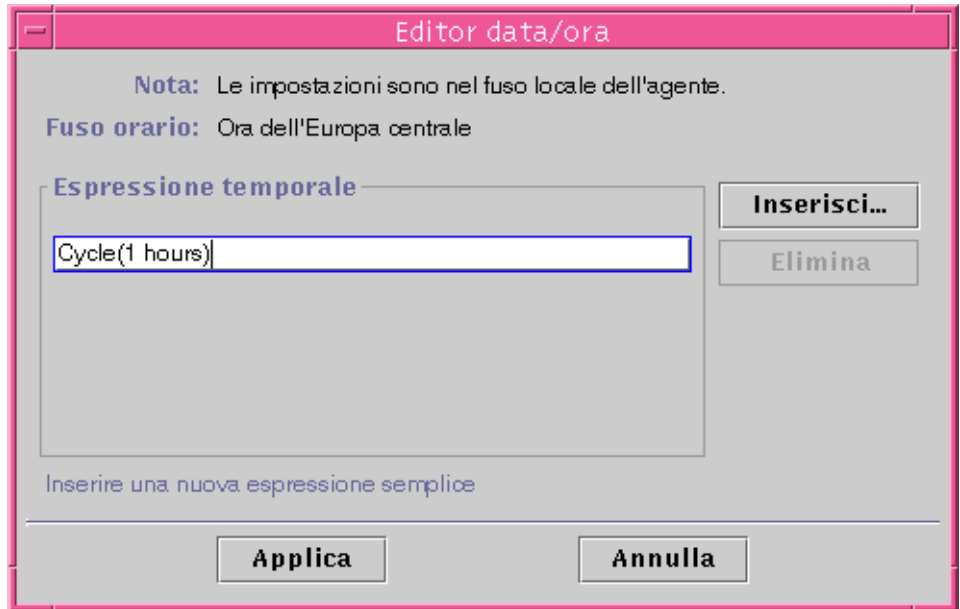 Editor data/ora
Nota: Le impostazioni sono nel fuso locale dell'agente.
Fuso orario: Ora dell'Europa centrale
Espressione temporale
Inserisci...
Cycle(1 hours)
Elimina
Inserire una nuova espressione semplice
Applica
Annulla